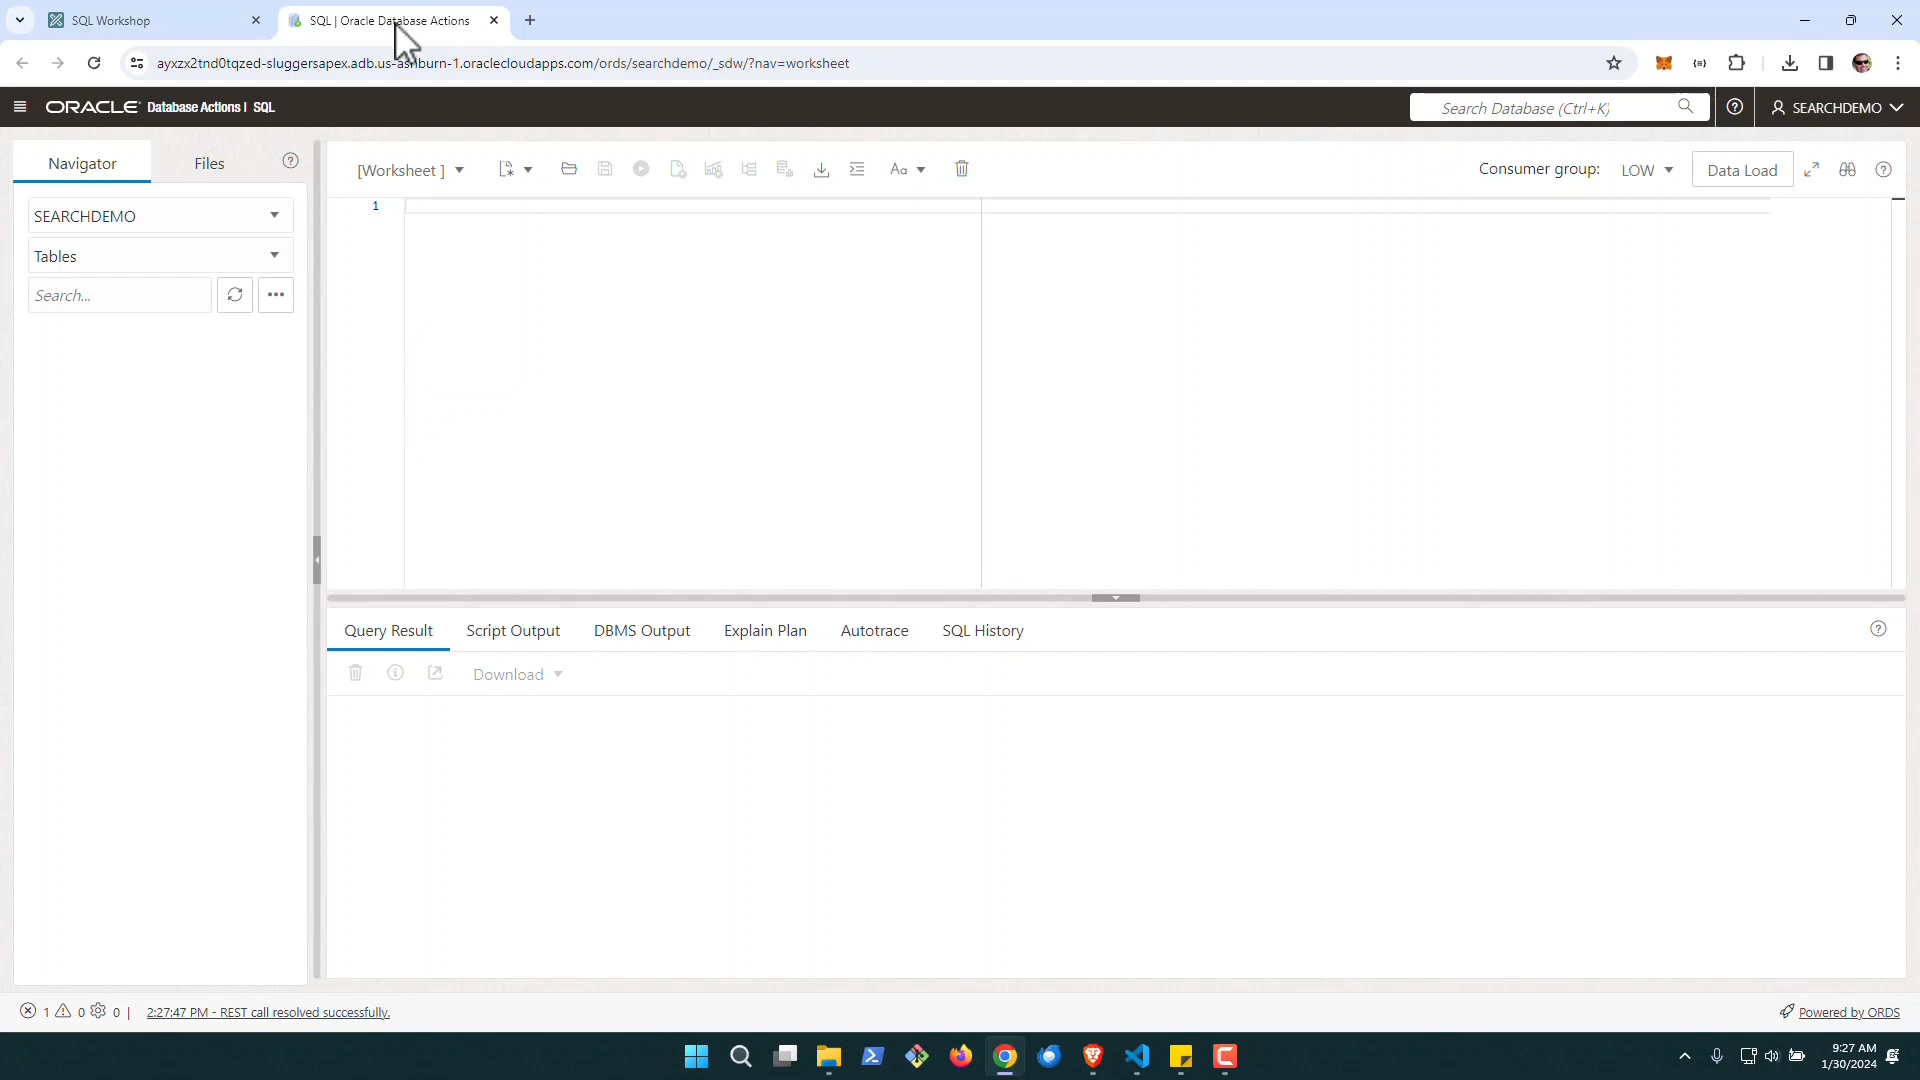 SQL Workshop
SQL | Oracle Database Actions
ayxzx2tnd0tqzed-sluggersapex.adb.us-ashburn-1.oraclecloudapps.com/ords/searchdemo/_sdw/?nav=worksheet
ORACLE Database Actions | SQL
Search Database (Ctrl+K)
SEARCHDEMO
Navigator
Files
[Worksheet ]
Aa
Consumer group:
LOW
Data Load
SEARCHDEMO
Tables
Search...
1
Query Result
Script Output
DBMS Output
Explain Plan
Autotrace
SQL History
Download
1
0
0 |
2:27:47 PM - REST call resolved successfully.
Powered by ORDS
9:27 AM
1/30/2024